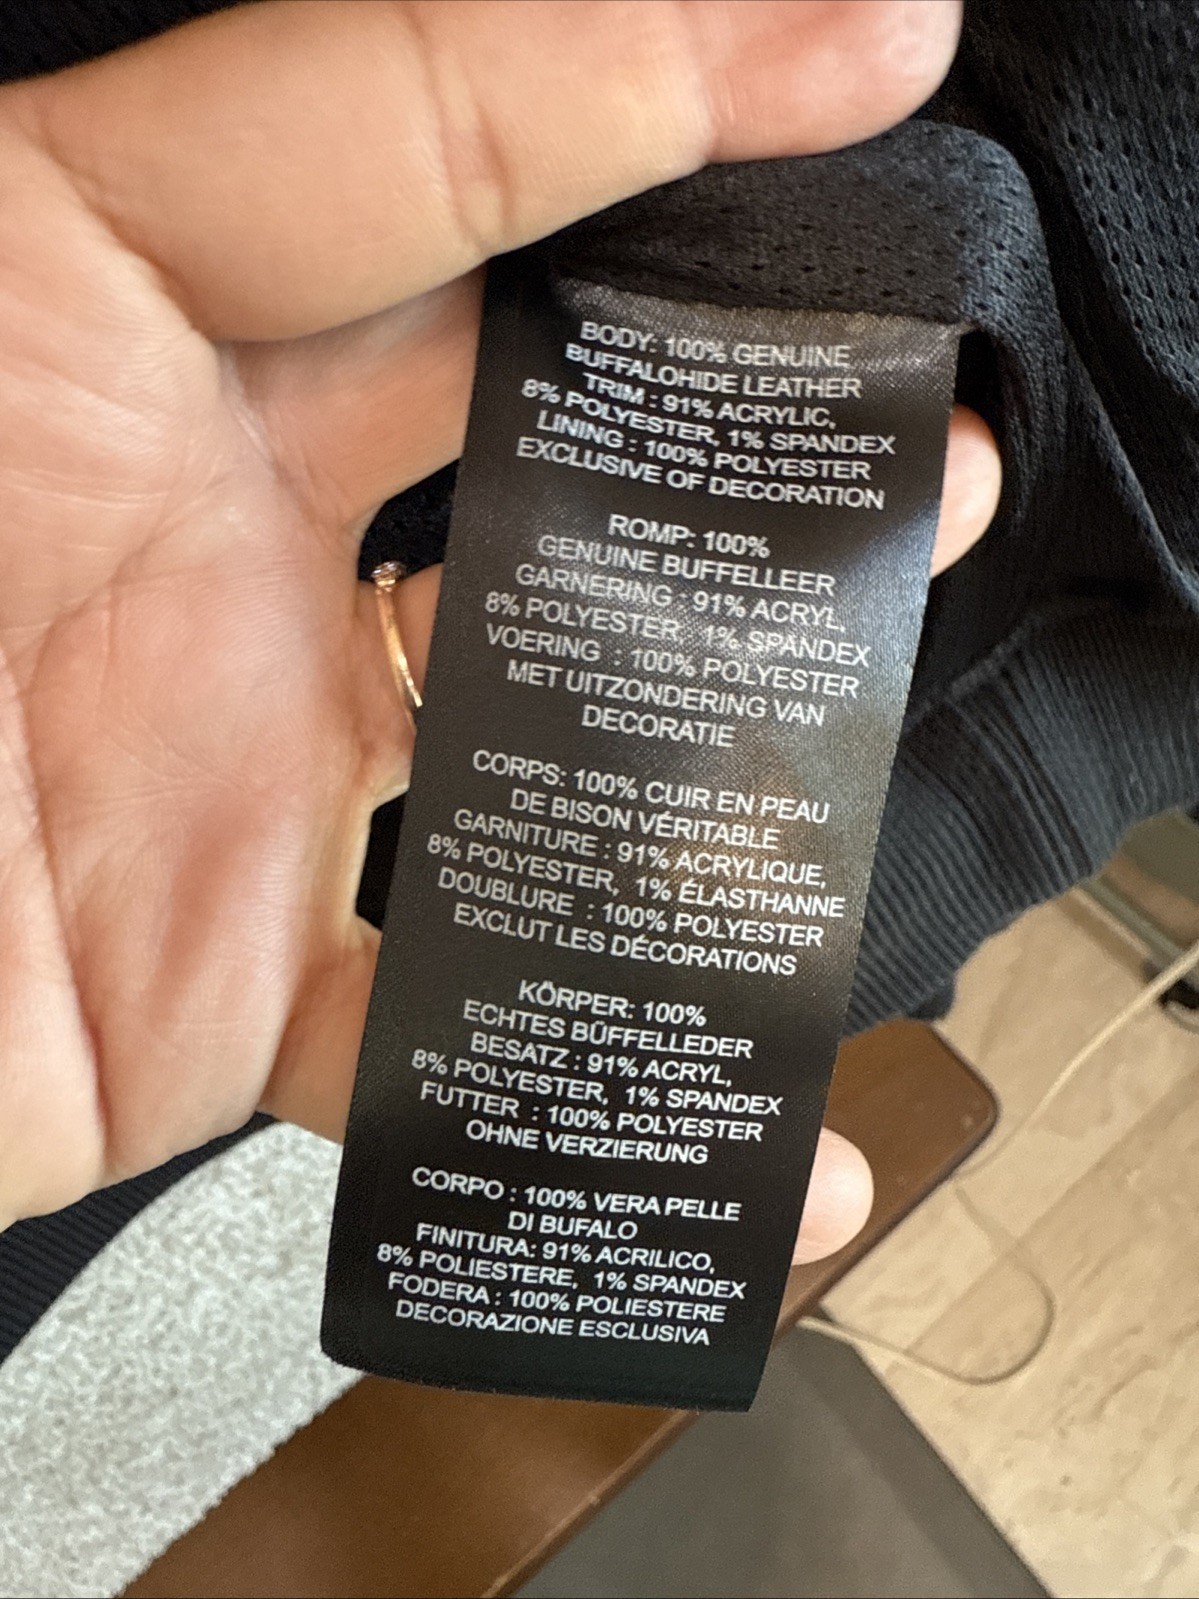 BODY: 100% GENUINE
BUFFALOHIDE LEATHER
TRIM : 91% ACRYLIC,
8% POLYESTER, 1% SPANDEX
LINING : 100% POLYESTER
EXCLUSIVE OF DECORATION
ROMP: 100%
GENUINE BUFFELLEER
GARNERING : 91% ACRYL,
8% POLYESTER, 1% SPANDEX
VOERING : 100% POLYESTER
MET UITZONDERING VAN
DECORATIE
CORPS: 100% CUIR EN PEAU
DE BISON VÉRITABLE
GARNITURE : 91% ACRYLIQUE,
8% POLYESTER, 1% ÉLASTHANNE
DOUBLURE : 100% POLYESTER
EXCLUT LES DÉCORATIONS
KÖRPER: 100%
ECHTES BÜFFELLEDER
BESATZ : 91% ACRYL,
8% POLYESTER, 1% SPANDEX
FUTTER : 100% POLYESTER
OHNE VERZIERUNG
CORPO : 100% VERA PELLE
DI BUFALO
FINITURA: 91% ACRILICO,
8% POLIESTERE, 1% SPANDEX
FODERA : 100% POLIESTERE
DECORAZIONE ESCLUSIVA